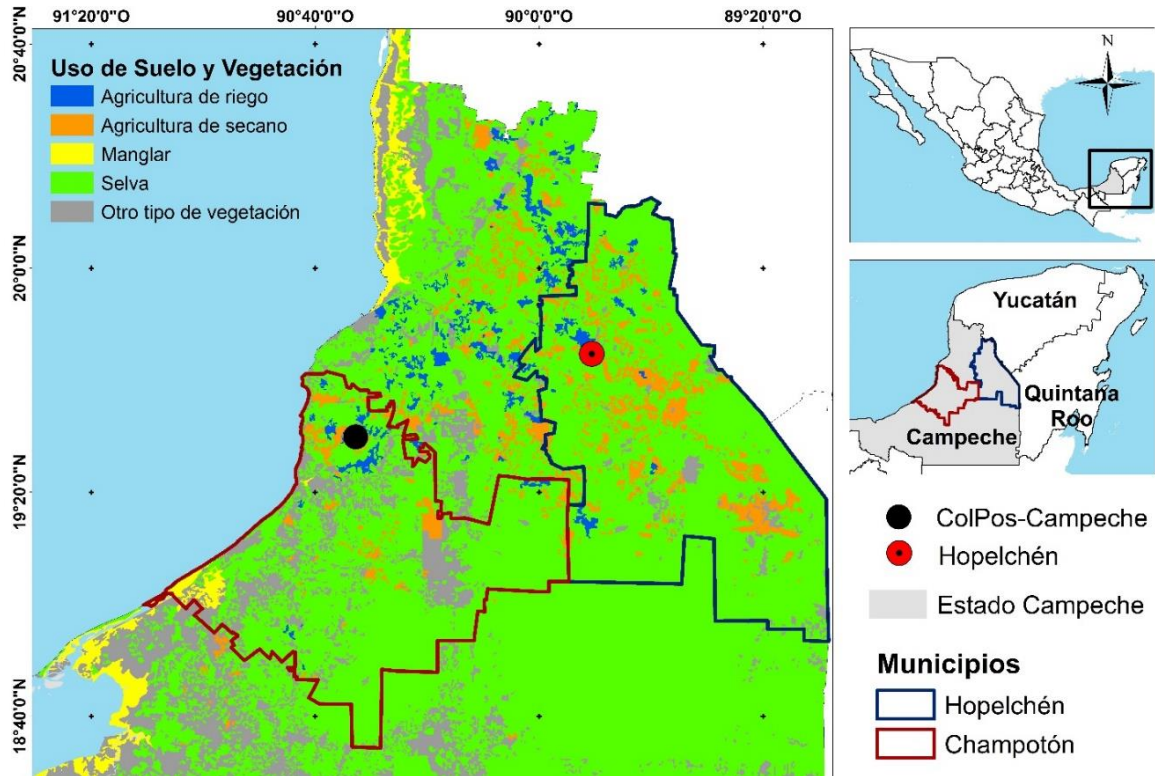 91°20'0"N
90°40'0"N
90°00'0"N
89°20'0"N
20°40'0"N
20°0'0"N
19°20'0"N
18°40'0"N
Uso de Suelo y Vegetación
Agricultura de riego
Agricultura de secano
Manglar
Selva
Otro tipo de vegetación
N
Yucatán
Quintana
Roo
Campeche
ColPos-Campeche
Hopelchén
Estado Campeche
Municipios
Hopelchén
Champotón